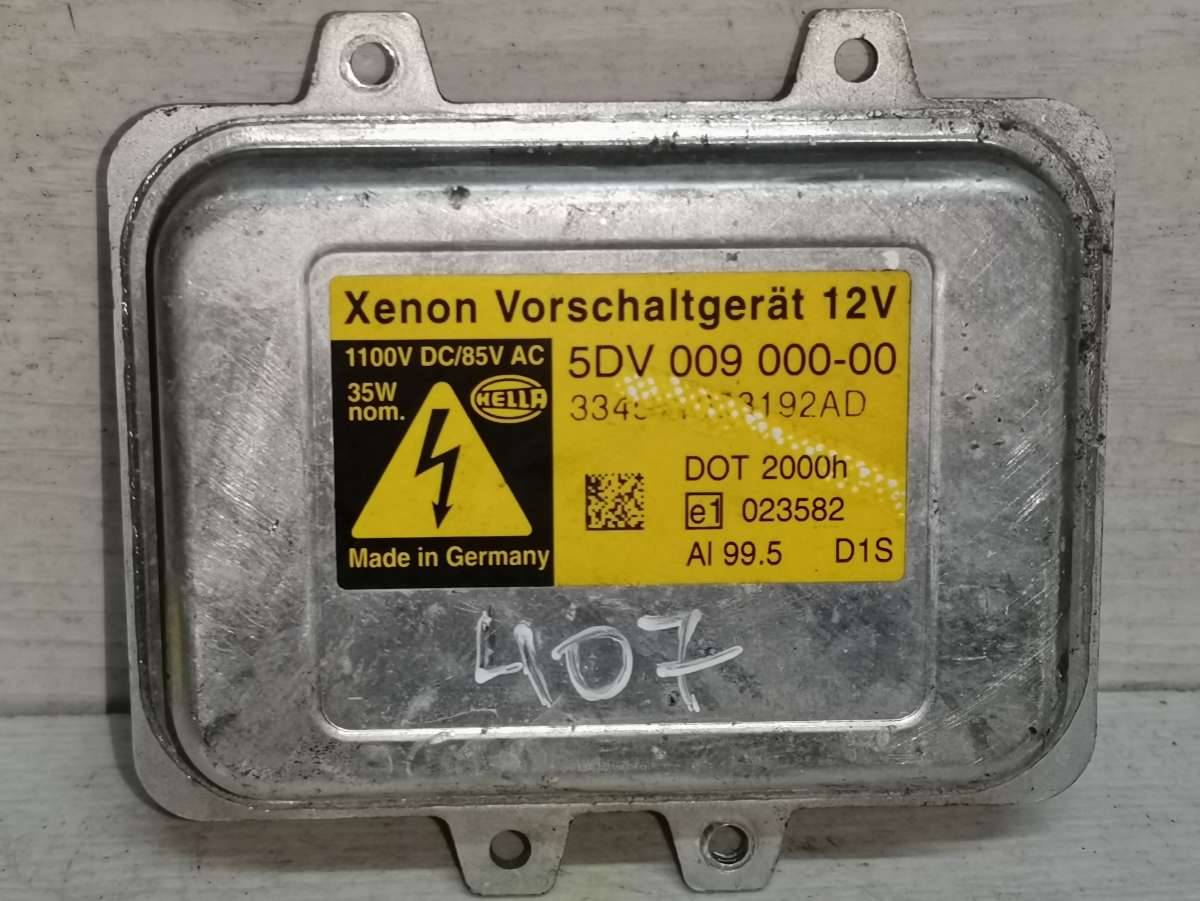 Xenon Vorschaltgerät 12V
1100V DC/85V AC
35W
nom.
HELLA
5DV 009 000-00
DOT 2000h
e1 023582
Al 99.5 D1S
Made in Germany
407